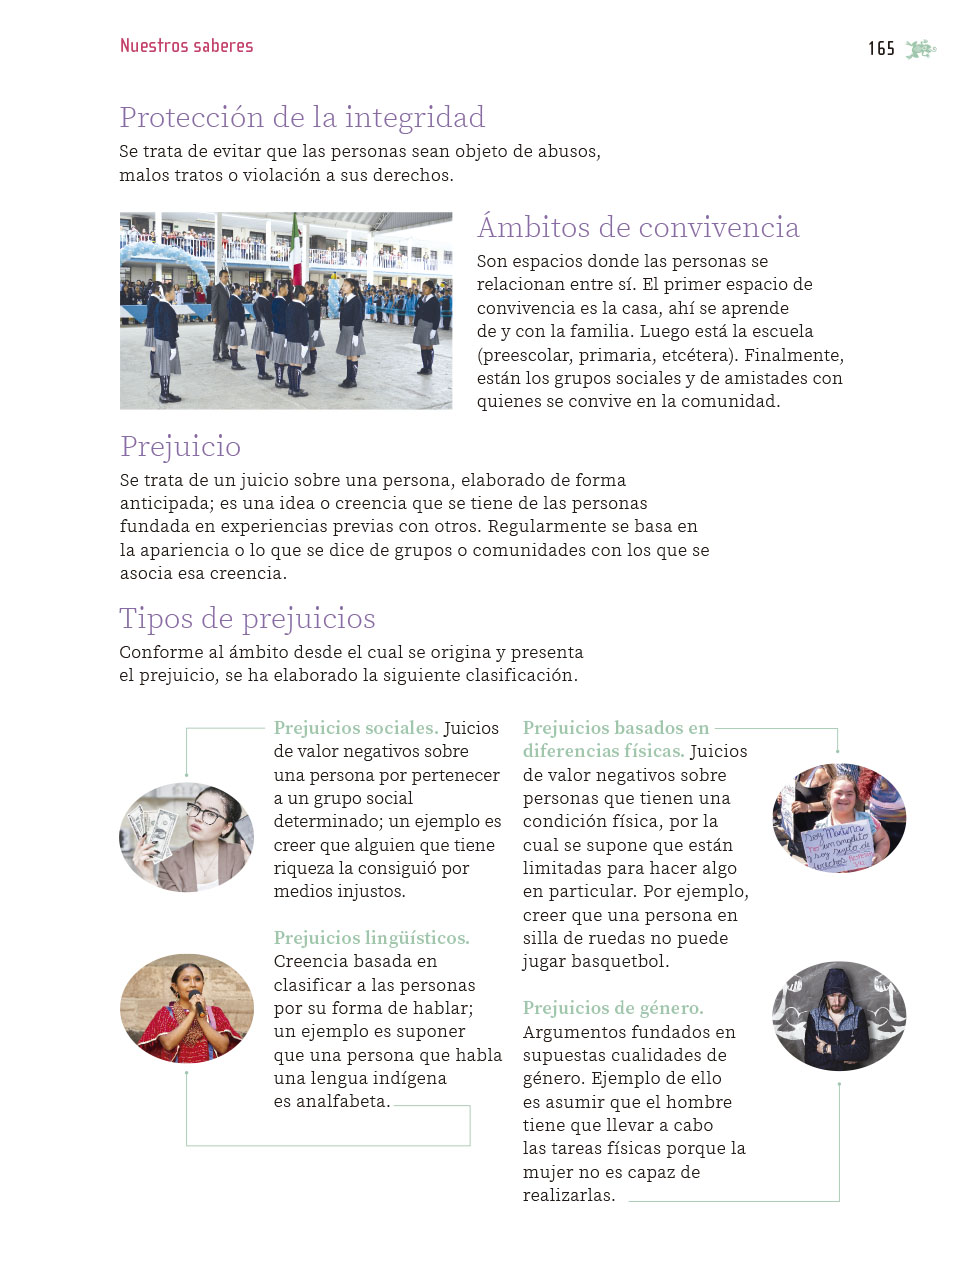 Nuestros saberes
165
Protección de la integridad
Se trata de evitar que las personas sean objeto de abusos,
malos tratos o violación a sus derechos.
Ámbitos de convivencia
Son espacios donde las personas se
relacionan entre sí. El primer espacio de
convivencia es la casa, ahí se aprende
de y con la familia. Luego está la escuela
(preescolar, primaria, etcétera). Finalmente,
están los grupos sociales y de amistades con
quienes se convive en la comunidad.
Prejuicio
Se trata de un juicio sobre una persona, elaborado de forma
anticipada; es una idea o creencia que se tiene de las personas
fundada en experiencias previas con otros. Regularmente se basa en
la apariencia o lo que se dice de grupos o comunidades con los que se
asocia esa creencia.
Tipos de prejuicios
Conforme al ámbito desde el cual se origina y presenta
el prejuicio, se ha elaborado la siguiente clasificación.
Prejuicios sociales. Juicios
de valor negativos sobre
una persona por pertenecer
a un grupo social
determinado; un ejemplo es
creer que alguien que tiene
riqueza la consiguió por
medios injustos.
Prejuicios lingüísticos.
Creencia basada en
clasificar a las personas
por su forma de hablar;
un ejemplo es suponer
que una persona que habla
una lengua indígena
es analfabeta.
Prejuicios basados en
diferencias físicas. Juicios
de valor negativos sobre
personas que tienen una
condición física, por la
cual se supone que están
limitadas para hacer algo
en particular. Por ejemplo,
creer que una persona en
silla de ruedas no puede
jugar basquetbol.
Soy Martina
no un angelito
y soy sujeto de
derechos
Prejuicios de género.
Argumentos fundados en
supuestas cualidades de
género. Ejemplo de ello
es asumir que el hombre
tiene que llevar a cabo
las tareas físicas porque la
mujer no es capaz de
realizarlas.